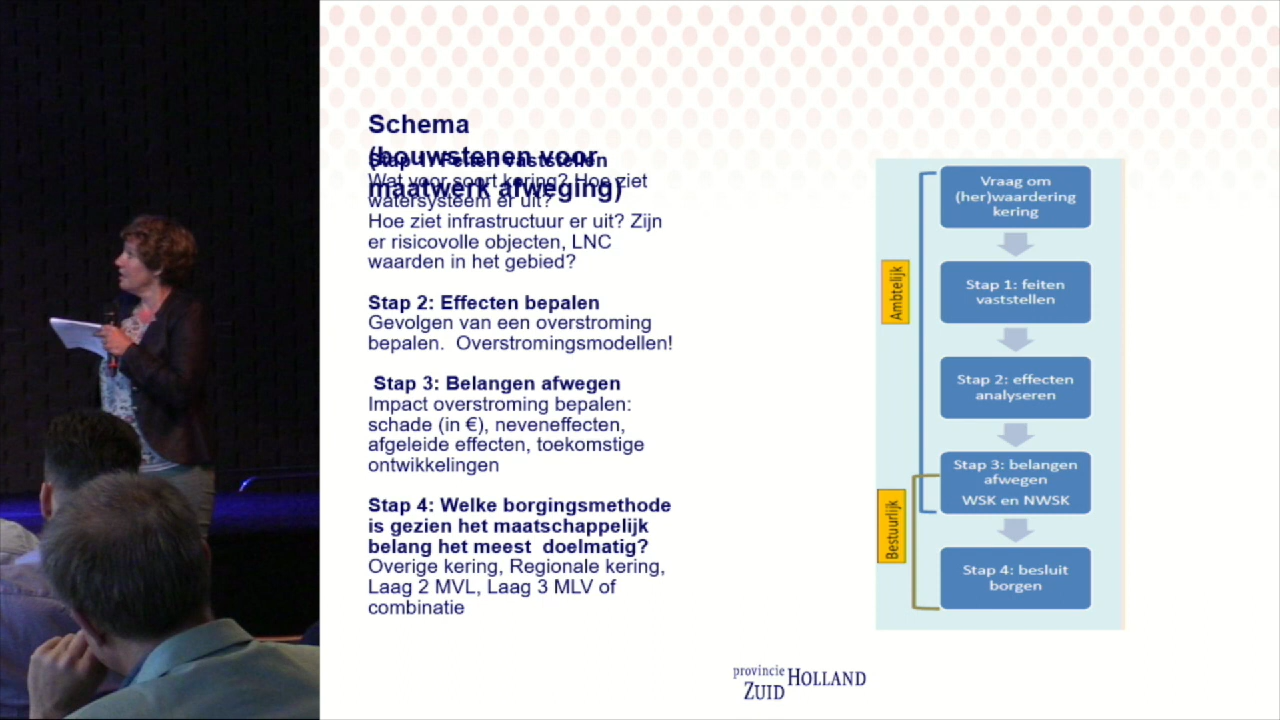 Schema
(bouwstenen voor
maatwerk afweging)
Stap 1: Feiten vaststellen
Wat voor soort kering? Hoe ziet
watersysteem er uit?
Hoe ziet infrastructuur er uit? Zijn
er risicovolle objecten, LNC
waarden in het gebied?
Stap 2: Effecten bepalen
Gevolgen van een overstroming
bepalen. Overstromingsmodellen!
Stap 3: Belangen afwegen
Impact overstroming bepalen:
schade (in €), neveneffecten,
afgeleide effecten, toekomstige
ontwikkelingen
Stap 4: Welke borgingsmethode
is gezien het maatschappelijk
belang het meest doelmatig?
Overige kering, Regionale kering,
Laag 2 MVL, Laag 3 MLV of
combinatie
Ambtelijk
Bestuurlijk
Vraag om
(her)waardering
kering
Stap 1: feiten
vaststellen
Stap 2: effecten
analyseren
Stap 3: belangen
afwegen
WSK en NWSK
Stap 4: besluit
borgen
provincie HOLLAND
ZUID